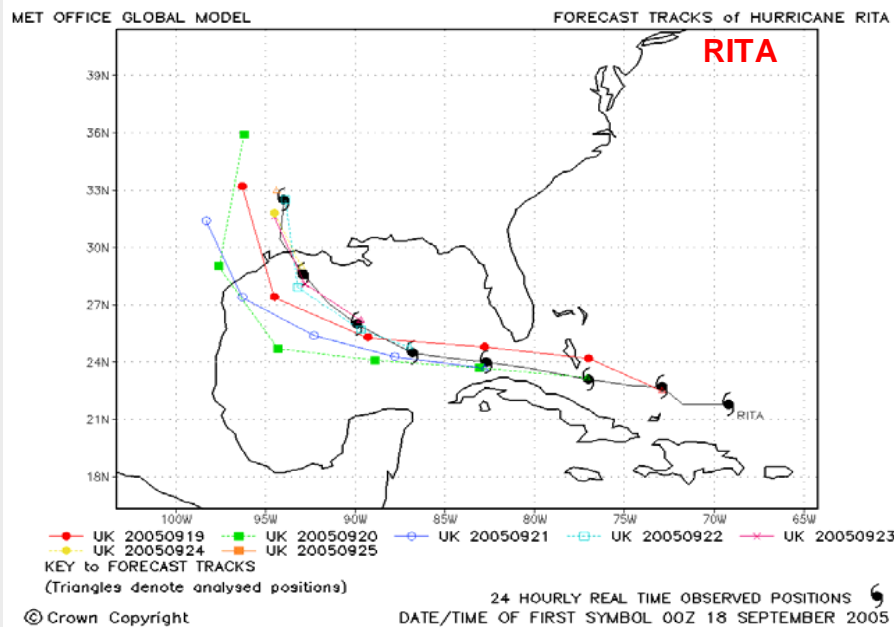 MET OFFICE GLOBAL MODEL FORECAST TRACKS of HURRICANE RITA
RITA
39N
36N
33N
30N
27N
24N
21N
18N
RITA
100W 95W 90W 85W 80W 75W 70W 65W
UK 20050919 UK 20050920 UK 20050921 UK 20050922 UK 20050923
UK 20050924 UK 20050925
KEY to FORECAST TRACKS
(Triangles denote analysed positions)
24 HOURLY REAL TIME OBSERVED POSITIONS
© Crown Copyright DATE/TIME OF FIRST SYMBOL 00Z 18 SEPTEMBER 2005